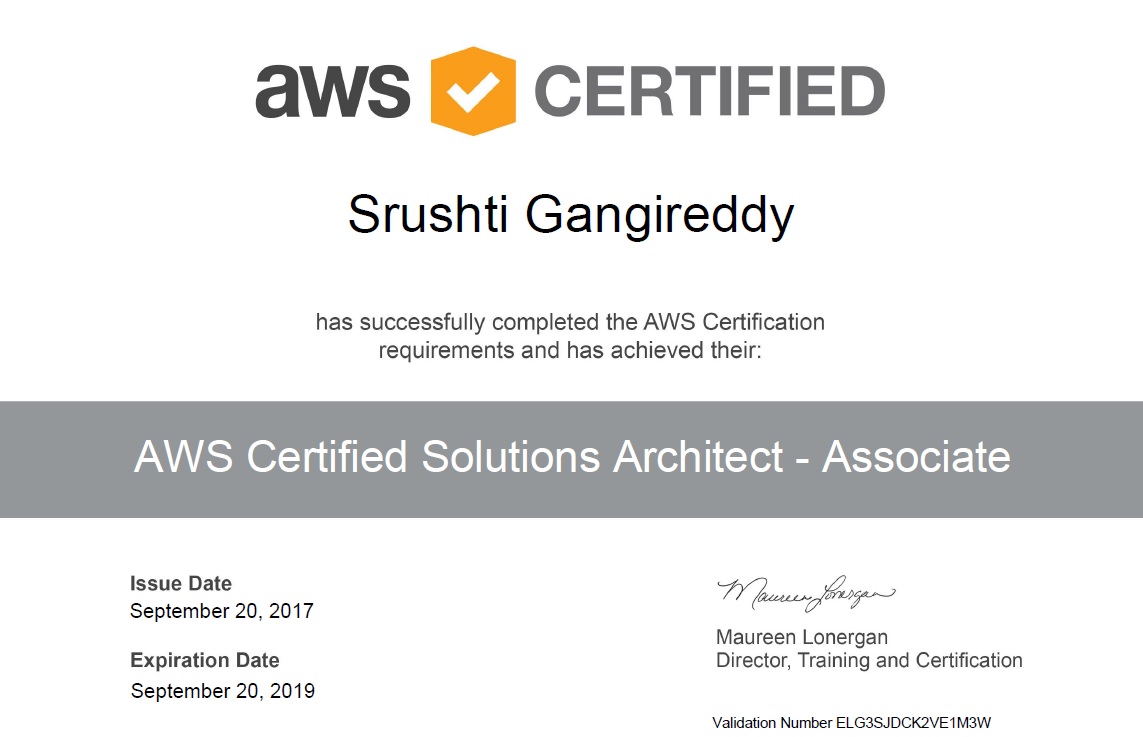 aws CERTIFIED
Srushti Gangireddy
has successfully completed the AWS Certification
requirements and has achieved their:
AWS Certified Solutions Architect - Associate
Issue Date
September 20, 2017
Expiration Date
September 20, 2019
Maureen Lonergan
Maureen Lonergan
Director, Training and Certification
Validation Number ELG3SJDCK2VE1M3W